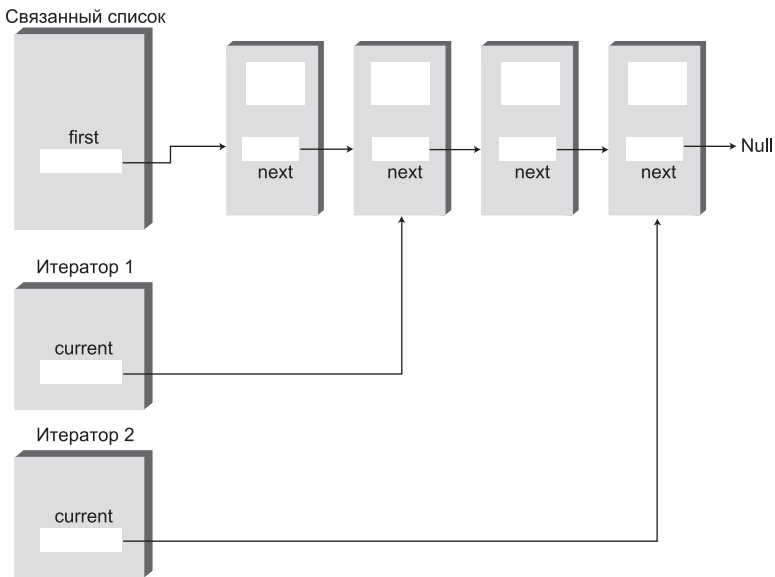 Связанный список
first
next
next
next
next
Null
Итератор 1
current
Итератор 2
current